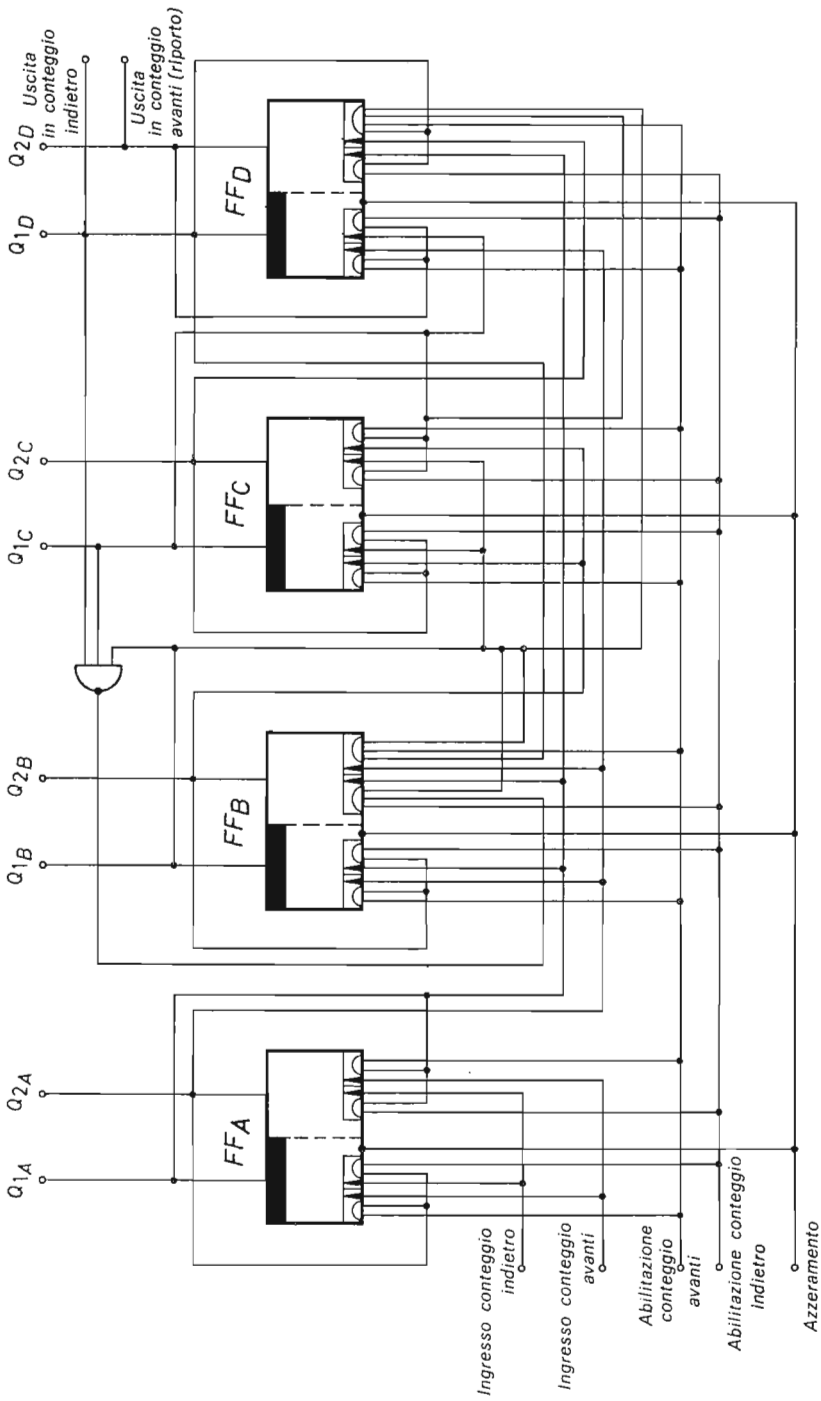 Q1A
Q2A
Q1B
Q2B
Q1C
Q2C
Q1D
Q2D
Uscita
in conteggio
indietro
Uscita
in conteggio
avanti (riporto)
FFA
FFB
FFC
FFD
Ingresso conteggio
indietro
Ingresso conteggio
avanti
Abilitazione
conteggio
avanti
Abilitazione conteggio
indietro
Azzeramento